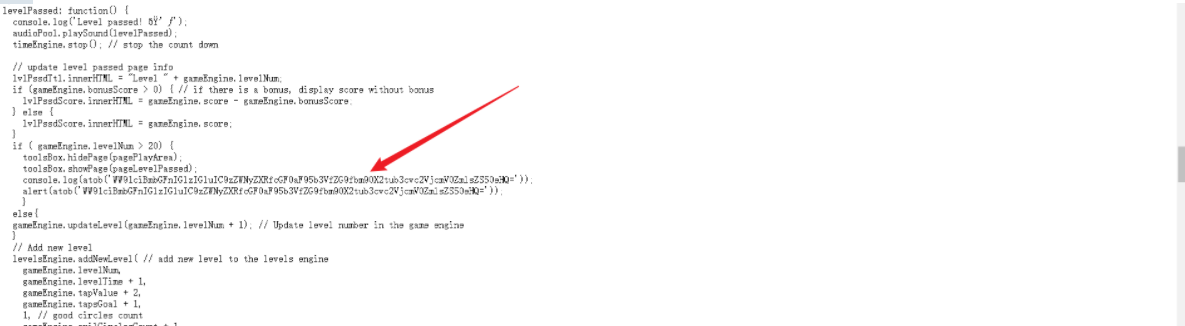 levelPassed: function() {
console.log('Level passed! ðŸ' ƒ');
audioPool.playSound(levelPassed);
timeEngine.stop(); // stop the count down
// update level passed page info
lvlPssdTtl.innerHTML = "Level " + gameEngine.levelNum;
if (gameEngine.bonusScore > 0) { // if there is a bonus, display score without bonus
lvlPssdScore.innerHTML = gameEngine.score - gameEngine.bonusScore;
} else {
lvlPssdScore.innerHTML = gameEngine.score;
}
if ( gameEngine.levelNum > 20) {
toolsBox.hidePage(pagePlayArea);
toolsBox.showPage(pageLevelPassed);
console.log(atob('WW91ciBmbGFnIGlzIGluIC9zZWNyZXRfcGF0aF95b3VfZG9fbm90X2tub3cvc2VjcmV0ZmlsZS50eHQ='));
alert(atob('WW91ciBmbGFnIGlzIGluIC9zZWNyZXRfcGF0aF95b3VfZG9fbm90X2tub3cvc2VjcmV0ZmlsZS50eHQ='));
}
else{
gameEngine.updateLevel(gameEngine.levelNum + 1); // Update level number in the game engine
}
// Add new level
levelsEngine.addNewLevel( // add new level to the levels engine
gameEngine.levelNum,
gameEngine.levelTime + 1,
gameEngine.tapValue + 2,
gameEngine.tapsGoal + 1,
1, // good circles count